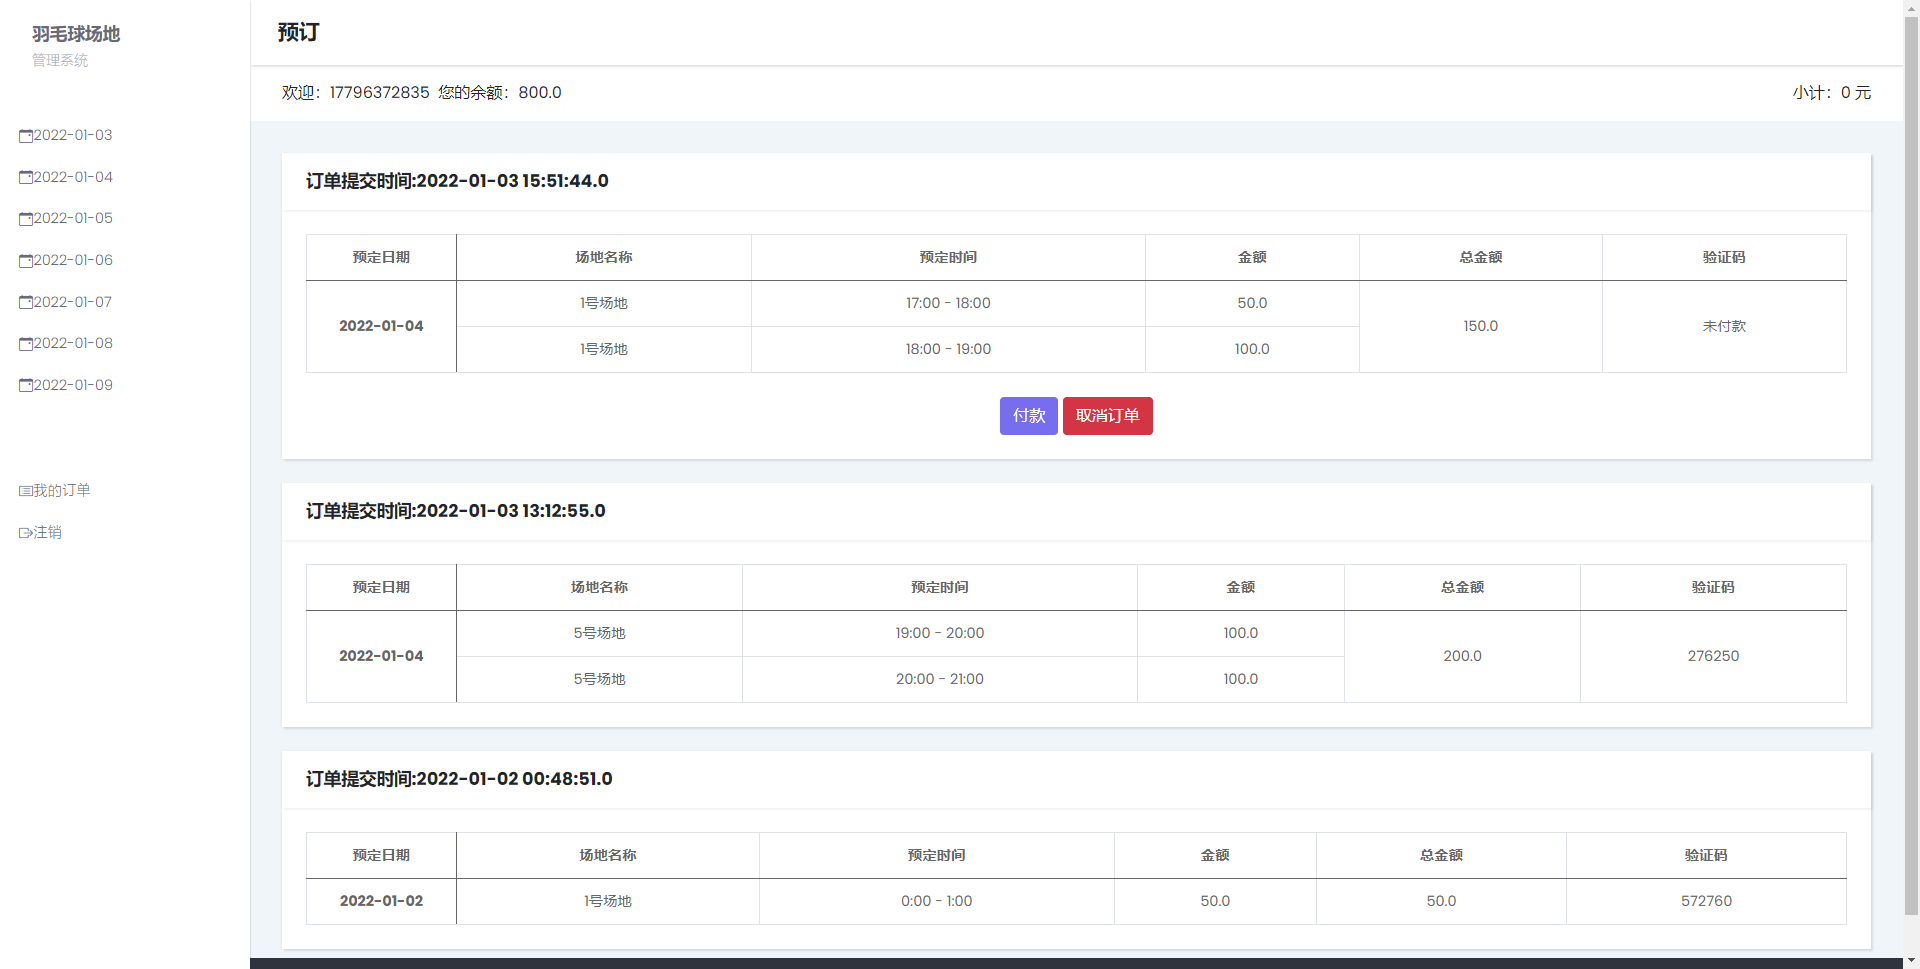 羽毛球场地
管理系统
2022-01-03
2022-01-04
2022-01-05
2022-01-06
2022-01-07
2022-01-08
2022-01-09
我的订单
注销
预订
欢迎：17796372835 您的余额：800.0
小计：0 元
订单提交时间:2022-01-03 15:51:44.0
预定日期 场地名称 预定时间 金额 总金额 验证码
2022-01-04 1号场地 17:00 - 18:00 50.0 150.0 未付款
1号场地 18:00 - 19:00 100.0
付款 取消订单
订单提交时间:2022-01-03 13:12:55.0
预定日期 场地名称 预定时间 金额 总金额 验证码
2022-01-04 5号场地 19:00 - 20:00 100.0 200.0 276250
5号场地 20:00 - 21:00 100.0
订单提交时间:2022-01-02 00:48:51.0
预定日期 场地名称 预定时间 金额 总金额 验证码
2022-01-02 1号场地 0:00 - 1:00 50.0 50.0 572760